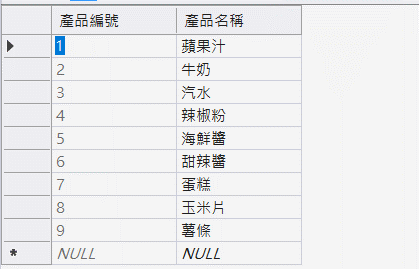 產品編號 產品名稱
1 蘋果汁
2 牛奶
3 汽水
4 辣椒粉
5 海鮮醬
6 甜辣醬
7 蛋糕
8 玉米片
9 薯條
NULL NULL